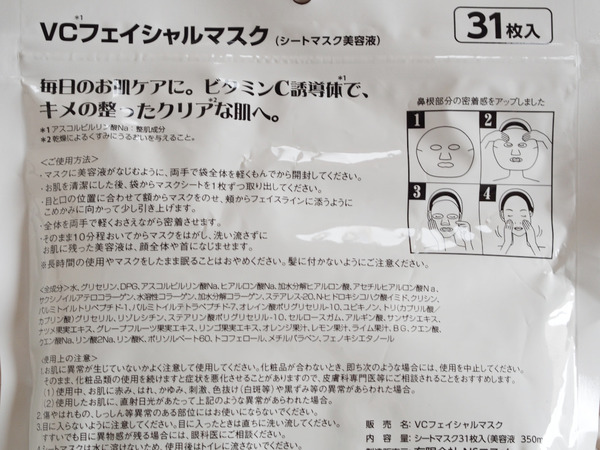 VC*1フェイシャルマスク（シートマスク美容液） 31枚入
毎日のお肌ケアに。ビタミンC誘導体*1で、
キメの整ったクリア*2な肌へ。
*1 アスコルビルリン酸Na：整肌成分
*2 乾燥によるくすみにうるおいを与えること。
鼻根部分の密着感をアップしました
1 2
3 4
<ご使用方法>
・マスクに美容液がなじむように、両手で袋全体を軽くもんでから開封してください。
・お肌を清潔にした後、袋からマスクシートを1枚ずつ取り出してください。
・目と口の位置に合わせて額からマスクをのせ、頬からフェイスラインに添うように
こめかみに向かって少し引き上げます。
・全体を両手で軽くおさえながら密着させます。
・そのまま10分程おいてからマスクをはがし、洗い流さずに
お肌に残った美容液は、顔全体や首になじませます。
※長時間の使用やマスクをしたまま眠ることはおやめください。髪に付かないようにご注意ください。
<全成分>水、グリセリン、DPG、アスコルビルリン酸Na、ヒアルロン酸Na、加水分解ヒアルロン酸、アセチルヒアルロン酸Na、
サクシノイルアテロコラーゲン、水溶性コラーゲン、加水分解コラーゲン、ステアレス-20、N-ヒドロキシコハク酸イミド、クリシン、
パルミトイルトリペプチド-1、パルミトイルテトラペプチド-7、オレイン酸ポリグリセリル-10、ユビキノン、トリ(カプリル酸/
カプリン酸)グリセリル、リゾレシチン、ステアリン酸ポリグリセリル-10、セルロースガム、アルギン酸、サンザシエキス、
ナツメ果実エキス、グレープフルーツ果実エキス、リンゴ果実エキス、オレンジ果汁、レモン果汁、ライム果汁、BG、クエン酸、
クエン酸Na、リン酸2Na、リン酸K、ポリソルベート60、トコフェロール、メチルパラベン、フェノキシエタノール
<使用上の注意>
1.お肌に異常が生じていないかよく注意して使用してください。化粧品が合わないとき、即ち次のような場合には、使用を中止してください。
そのまま、化粧品類の使用を続けますと症状を悪化させることがありますので、皮膚科専門医等にご相談されることをおすすめします。
(1)使用中、お肌に赤み、はれ、かゆみ、刺激、色抜け(白斑等)や黒ずみ等の異常があらわれた場合。
(2)使用したお肌に、直射日光があたって上記のような異常があらわれた場合。
2.傷やはれもの、しっしん等異常のある部位にはお使いにならないでください。
3.目に入らないように注意してください。目に入ったときは直ちに洗い流してください。
すすいでも目に異物感が残る場合は、眼科医にご相談ください。
4.シートマスクは水に溶けないため、使用後はトイレに流さないでください。
販 売 名：VCフェイシャルマスク
内 容 量：シートマスク31枚入(美容液 350m